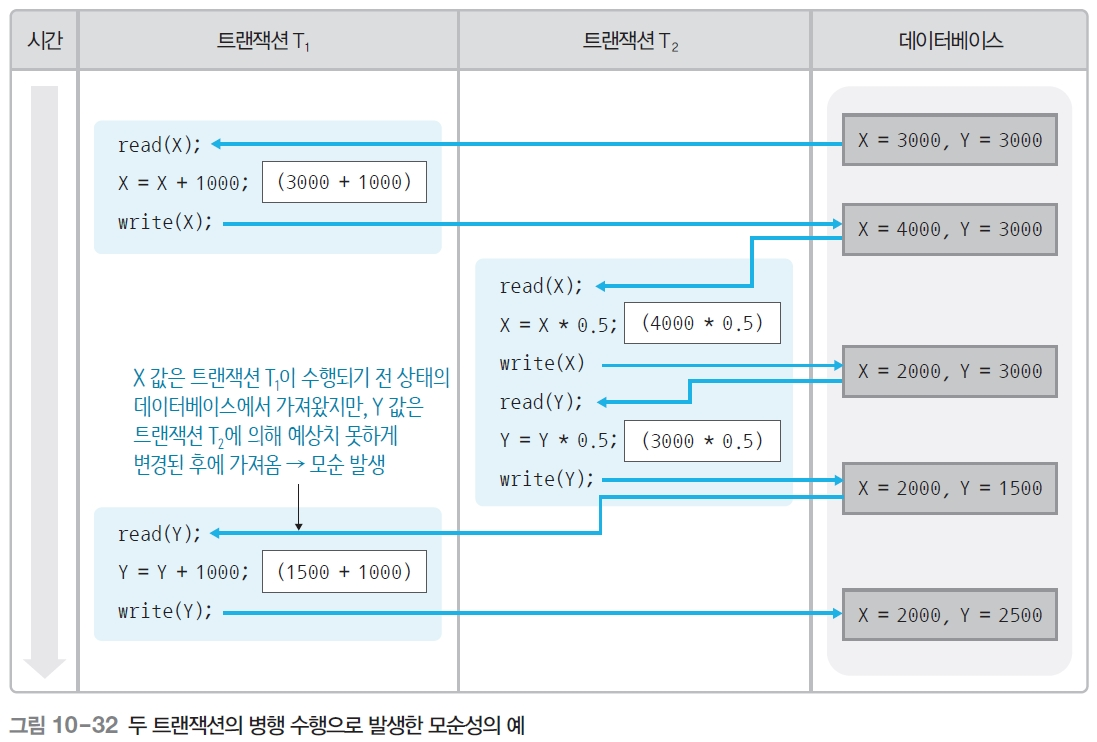 시간 트랜잭션 T1 트랜잭션 T2 데이터베이스
X = 3000, Y = 3000
read(X);
X = X + 1000; (3000 + 1000)
write(X);
X = 4000, Y = 3000
read(X);
X = X * 0.5; (4000 * 0.5)
write(X)
X = 2000, Y = 3000
read(Y);
Y = Y * 0.5; (3000 * 0.5)
write(Y);
X = 2000, Y = 1500
X 값은 트랜잭션 T1이 수행되기 전 상태의
데이터베이스에서 가져왔지만, Y 값은
트랜잭션 T2에 의해 예상치 못하게
변경된 후에 가져옴 → 모순 발생
read(Y);
Y = Y + 1000; (1500 + 1000)
write(Y);
X = 2000, Y = 2500
그림 10-32 두 트랜잭션의 병행 수행으로 발생한 모순성의 예